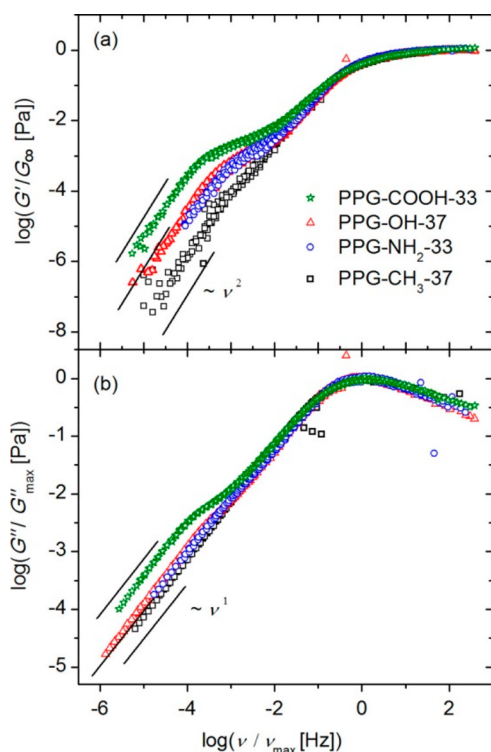 (a)
0
-2
-4
-6
-8
log(G'/G∞ [Pa])
PPG-COOH-33
PPG-OH-37
PPG-NH₂-33
PPG-CH₃-37
~ ν²
(b)
0
-1
-2
-3
-4
-5
log(G''/ G''max [Pa])
~ ν¹
-6 -4 -2 0 2
log(ν / νmax [Hz])